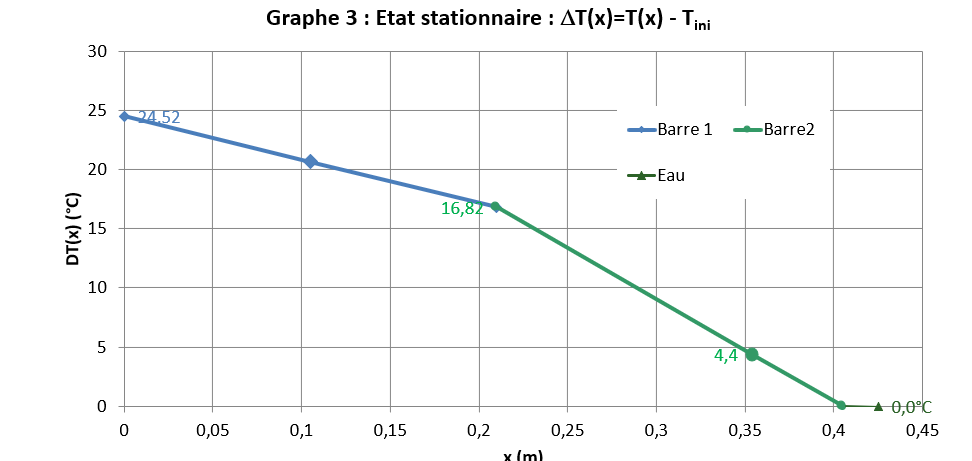 Graphe 3 : Etat stationnaire : ΔT(x)=T(x) - Tini
30
25
20
15
10
5
0
DT(x) (°C)
24,52
16,82
4,4
0,0°C
Barre 1
Barre2
Eau
0
0,05
0,1
0,15
0,2
0,25
0,3
0,35
0,4
0,45
x (m)